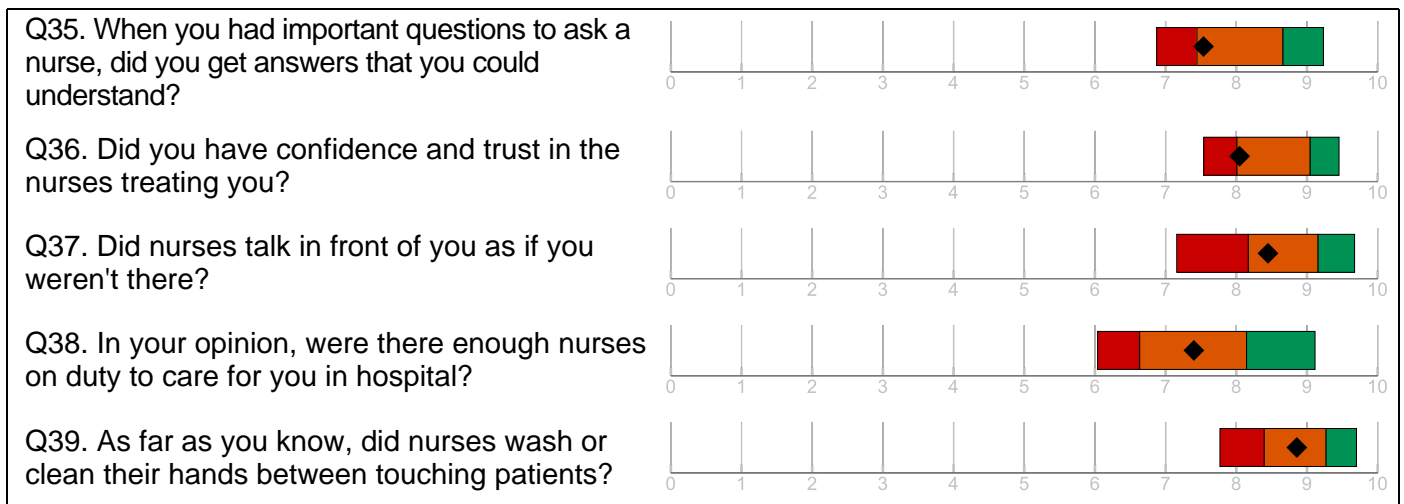 Q35. When you had important questions to ask a
nurse, did you get answers that you could
understand?
0 1 2 3 4 5 6 7 8 9 10
Q36. Did you have confidence and trust in the
nurses treating you?
0 1 2 3 4 5 6 7 8 9 10
Q37. Did nurses talk in front of you as if you
weren't there?
0 1 2 3 4 5 6 7 8 9 10
Q38. In your opinion, were there enough nurses
on duty to care for you in hospital?
0 1 2 3 4 5 6 7 8 9 10
Q39. As far as you know, did nurses wash or
clean their hands between touching patients?
0 1 2 3 4 5 6 7 8 9 10